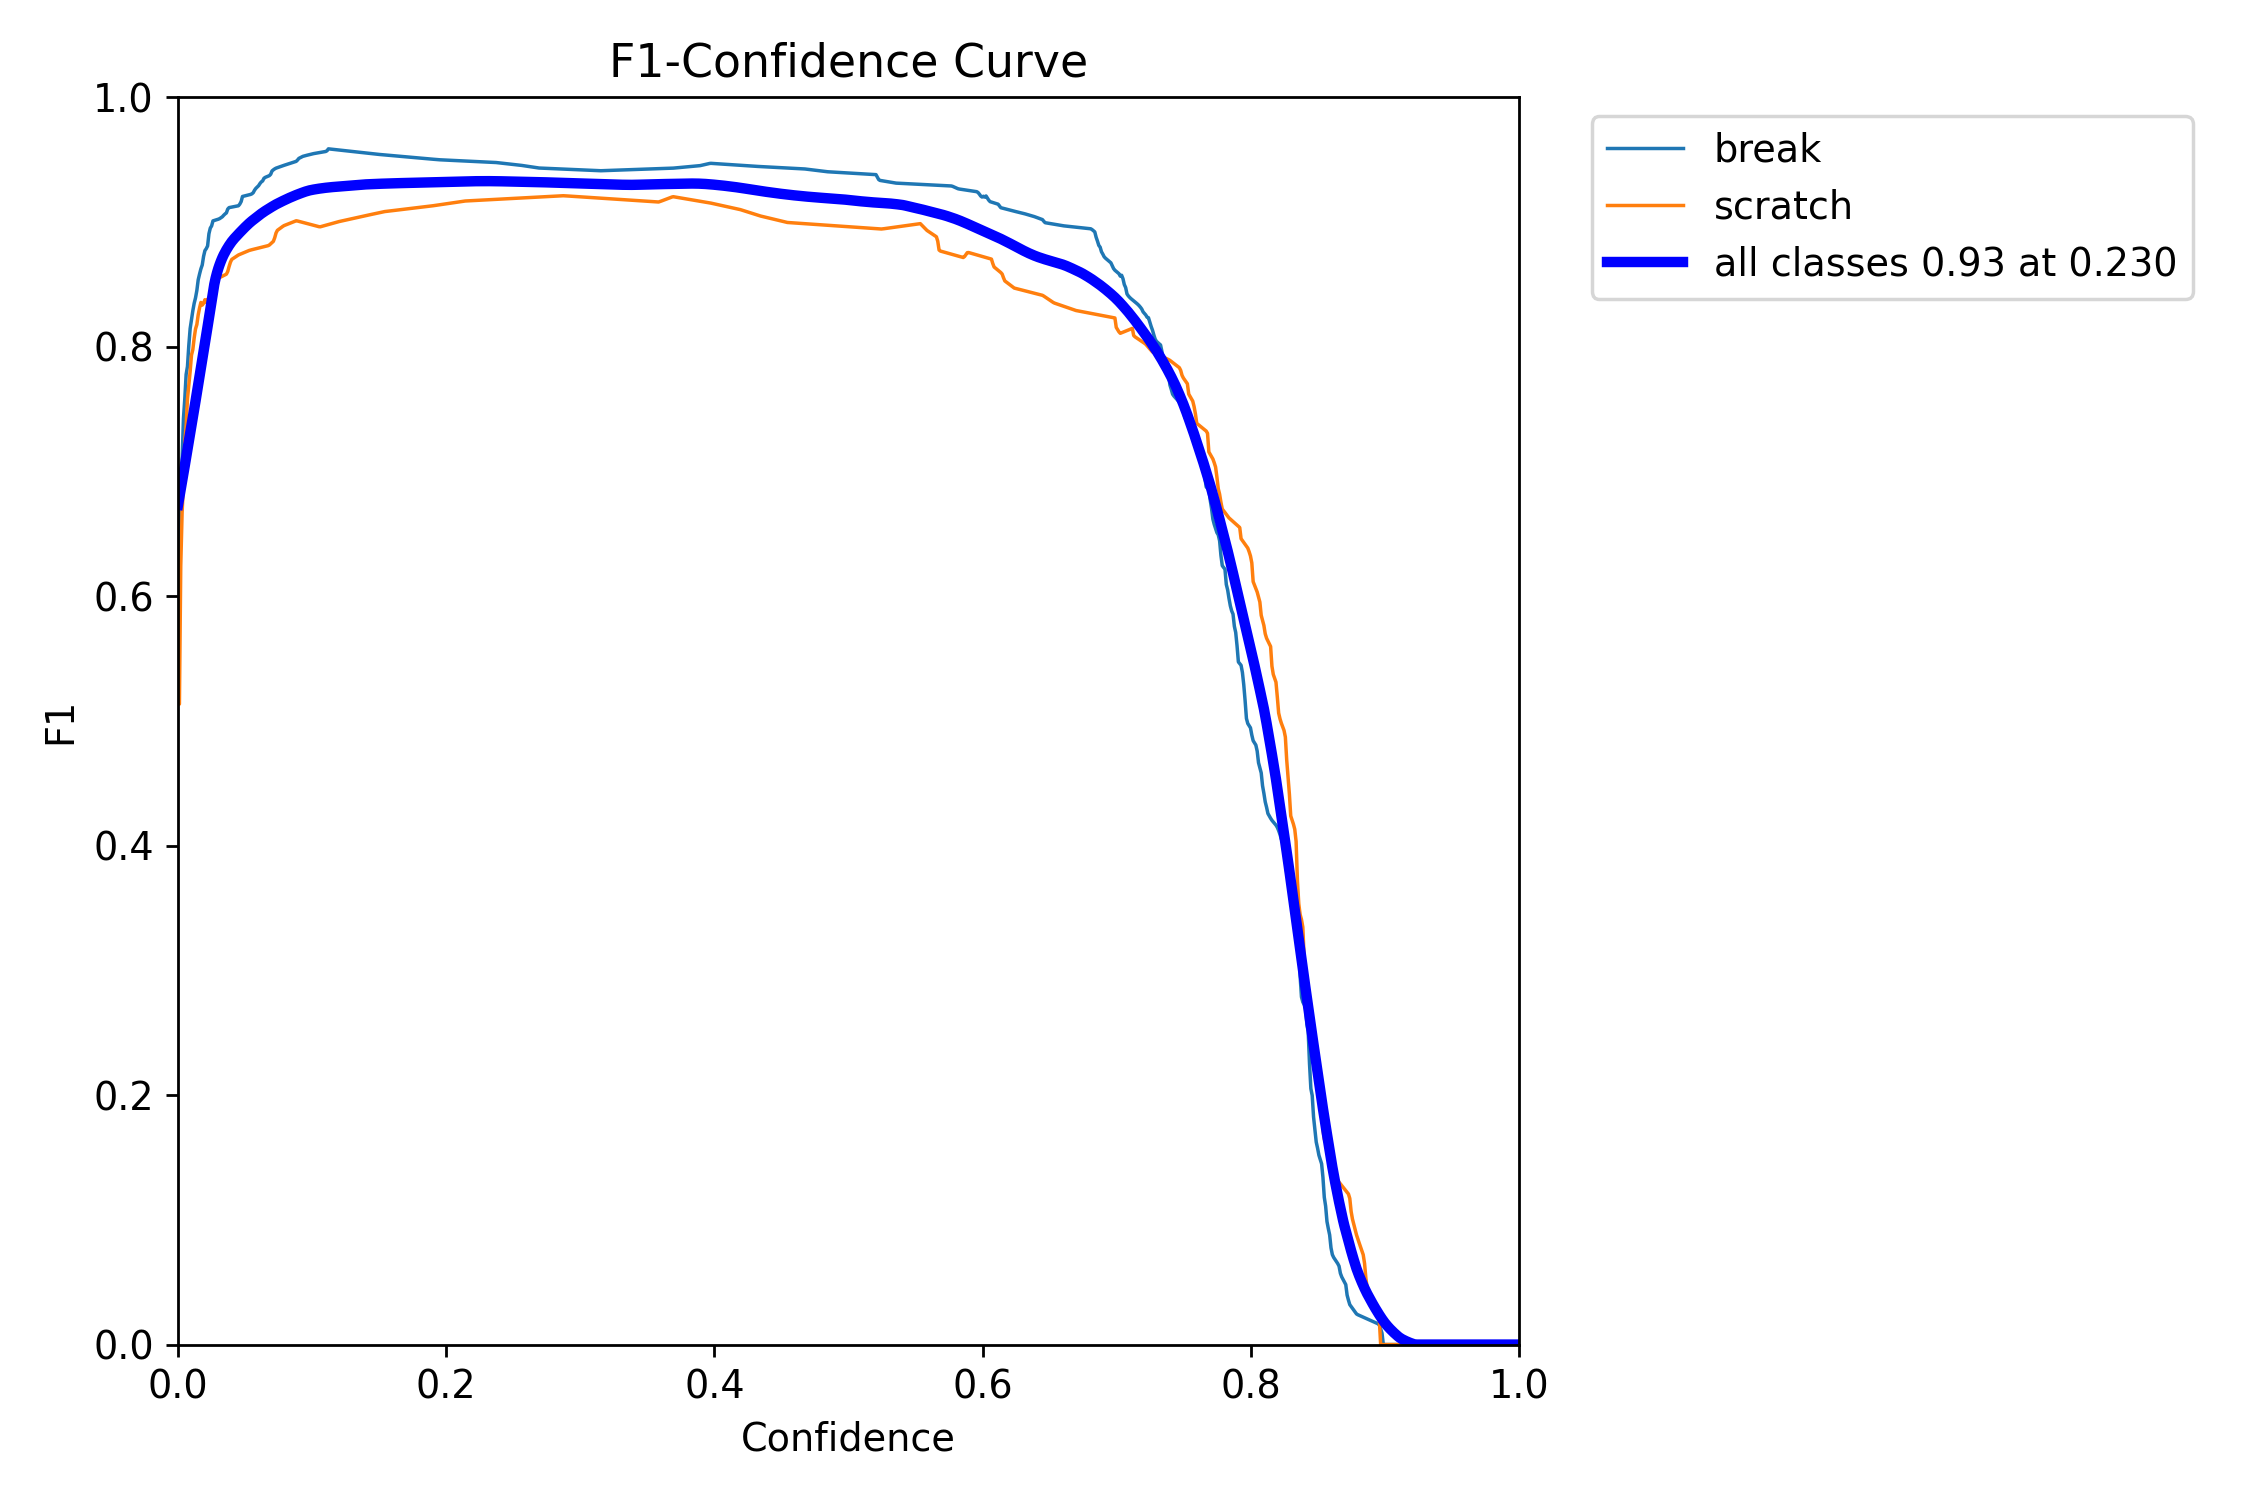 F1-Confidence Curve
1.0
0.8
0.6
0.4
0.2
0.0
F1
0.0 0.2 0.4 0.6 0.8 1.0
Confidence
break
scratch
all classes 0.93 at 0.230